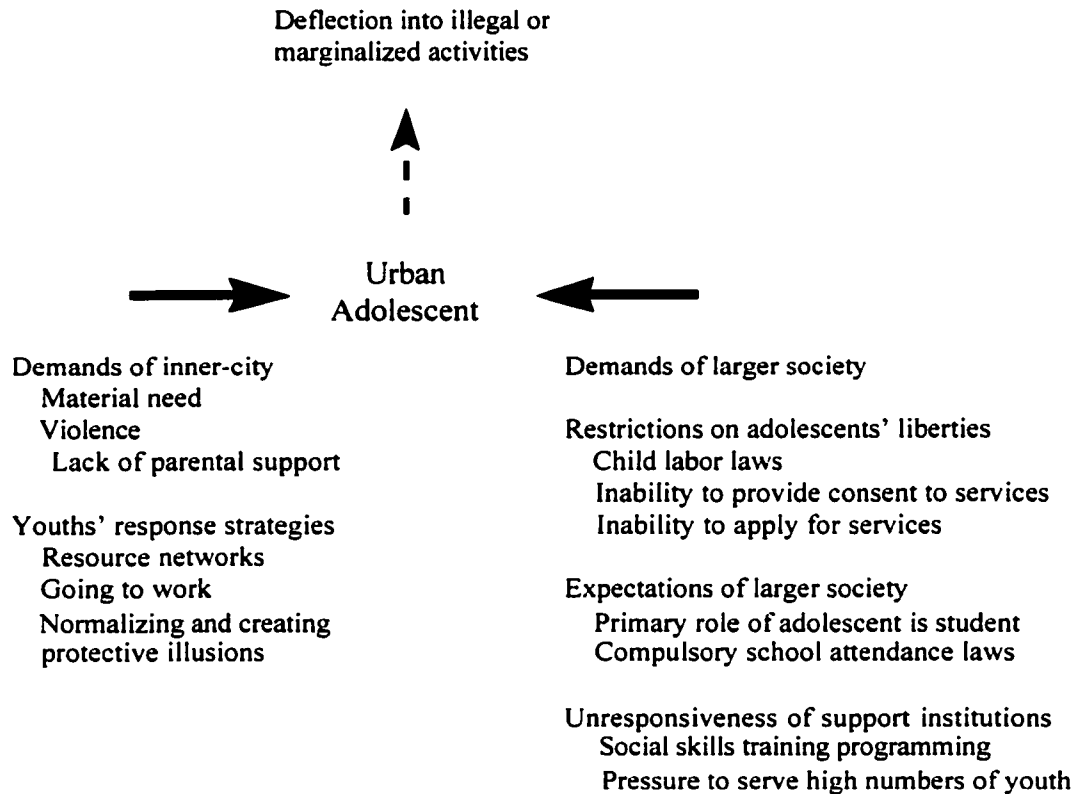 Deflection into illegal or
marginalized activities
Urban
Adolescent
Demands of inner-city
Material need
Violence
Lack of parental support
Youths’ response strategies
Resource networks
Going to work
Normalizing and creating
protective illusions
Demands of larger society
Restrictions on adolescents’ liberties
Child labor laws
Inability to provide consent to services
Inability to apply for services
Expectations of larger society
Primary role of adolescent is student
Compulsory school attendance laws
Unresponsiveness of support institutions
Social skills training programming
Pressure to serve high numbers of youth